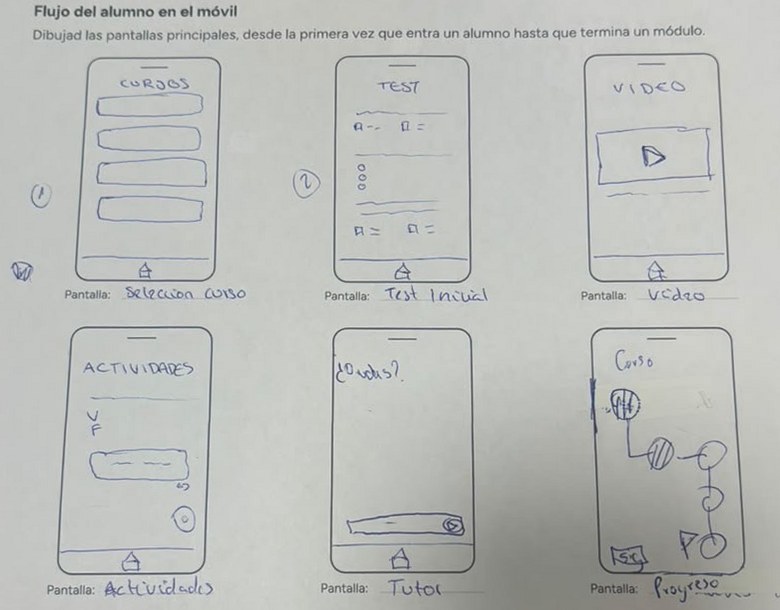 Flujo del alumno en el móvil
Dibujad las pantallas principales, desde la primera vez que entra un alumno hasta que termina un módulo.
CURSOS
TEST
VIDEO
1
2
Pantalla: Selección curso
Pantalla: Test Inicial
Pantalla: Video
ACTIVIDADES
V
F
¿Dudas?
Curso
Pantalla: Actividades
Pantalla: Tutor
Pantalla: Progreso